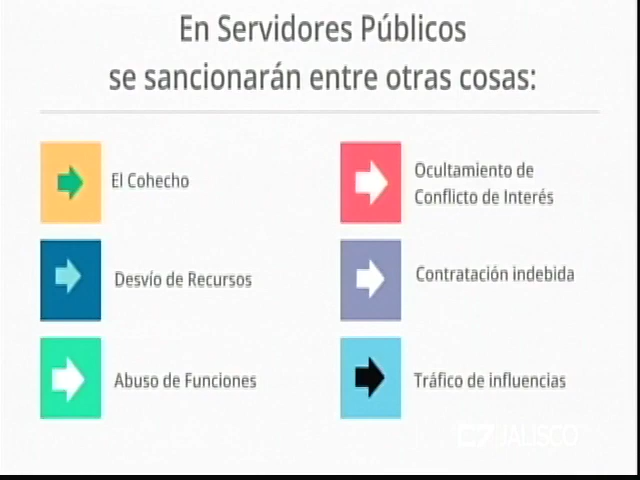 En Servidores Públicos
se sancionarán entre otras cosas:
El Cohecho
Desvío de Recursos
Abuso de Funciones
Ocultamiento de
Conflicto de Interés
Contratación indebida
Tráfico de influencias
C7 JALISCO